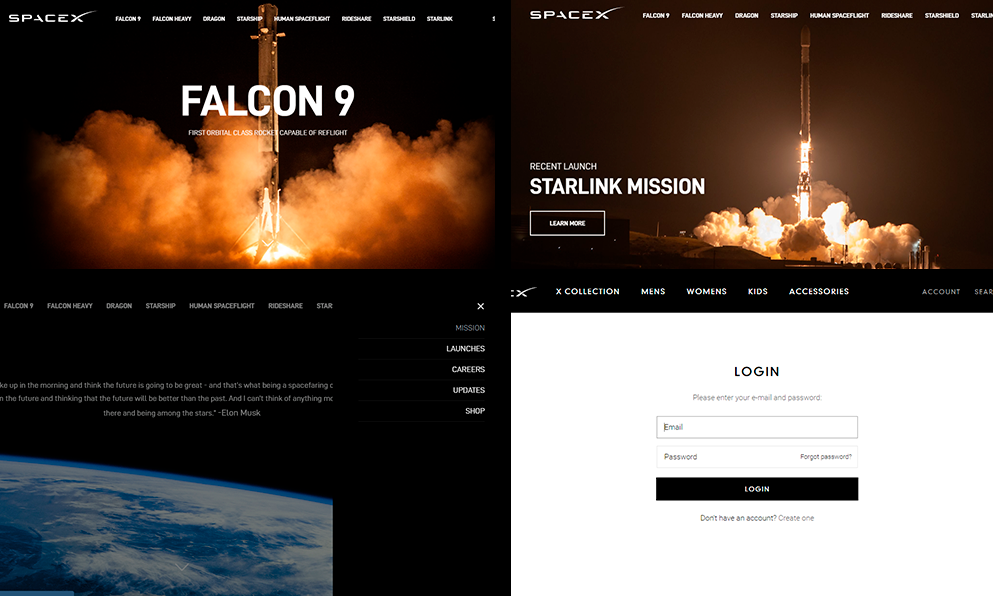 SPACEX
FALCON 9 FALCON HEAVY DRAGON STARSHIP HUMAN SPACEFLIGHT RIDESHARE STARSHIELD STARLINK
FALCON 9
FIRST ORBITAL CLASS ROCKET CAPABLE OF REFLIGHT
SPACEX
FALCON 9 FALCON HEAVY DRAGON STARSHIP HUMAN SPACEFLIGHT RIDESHARE STARSHIELD STARLIN
RECENT LAUNCH
STARLINK MISSION
LEARN MORE
FALCON 9 FALCON HEAVY DRAGON STARSHIP HUMAN SPACEFLIGHT RIDESHARE STAR
MISSION
LAUNCHES
CAREERS
UPDATES
SHOP
ke up in the morning and think the future is going to be great - and that's what being a spacefaring c
n the future and thinking that the future will be better than the past. And I can't think of anything mo
there and being among the stars." -Elon Musk
X COLLECTION MENS WOMENS KIDS ACCESSORIES ACCOUNT SEAR
LOGIN
Please enter your e-mail and password:
Email
Password Forgot password?
LOGIN
Don't have an account? Create one